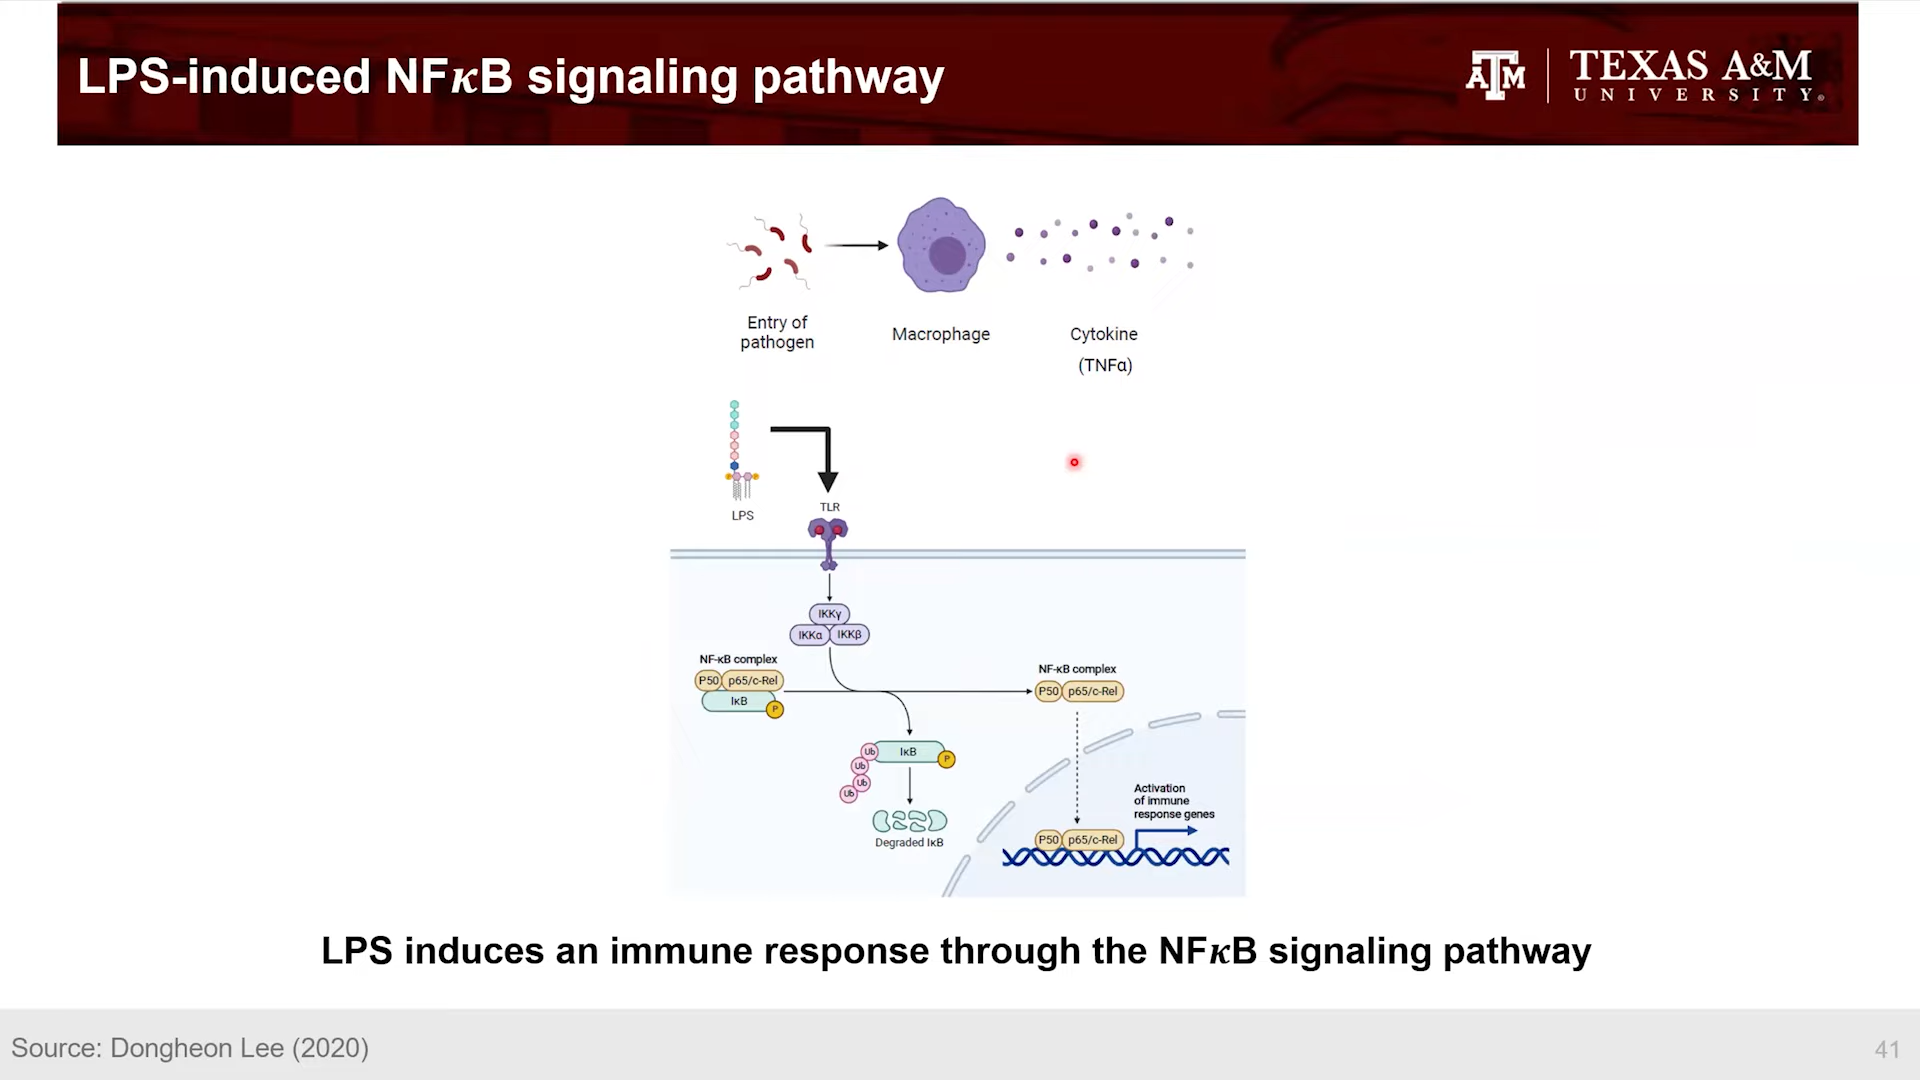 LPS-induced NFκB signaling pathway
ATM
TEXAS A&M
UNIVERSITY®
Entry of
pathogen
Macrophage
Cytokine
(TNFα)
LPS
TLR
IKKγ
IKKα IKKβ
NF-κB complex
P50 p65/c-Rel
IκB
P
NF-κB complex
P50 p65/c-Rel
Ub IκB P
Ub
Ub
Ub
Degraded IκB
Activation
of immune
response genes
P50 p65/c-Rel
LPS induces an immune response through the NFκB signaling pathway
Source: Dongheon Lee (2020)
41